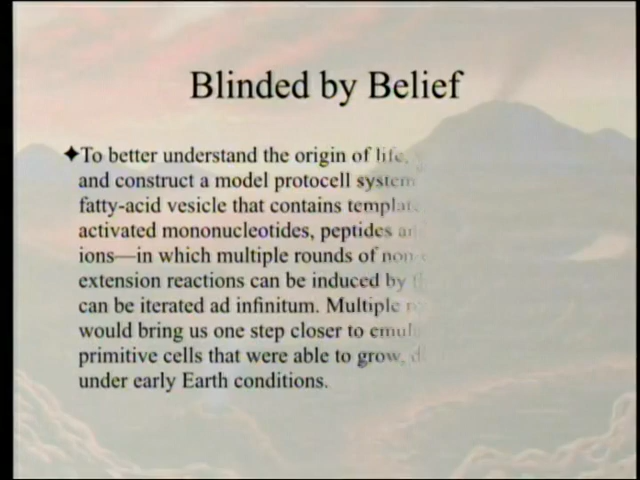 Blinded by Belief
✦To better understand the origin of life,
and construct a model protocell system
fatty-acid vesicle that contains
activated mononucleotides, peptides
ions—in which multiple rounds of
extension reactions can be induced by
can be iterated ad infinitum. Multiple
would bring us one step closer to
primitive cells that were able to grow,
under early Earth conditions.